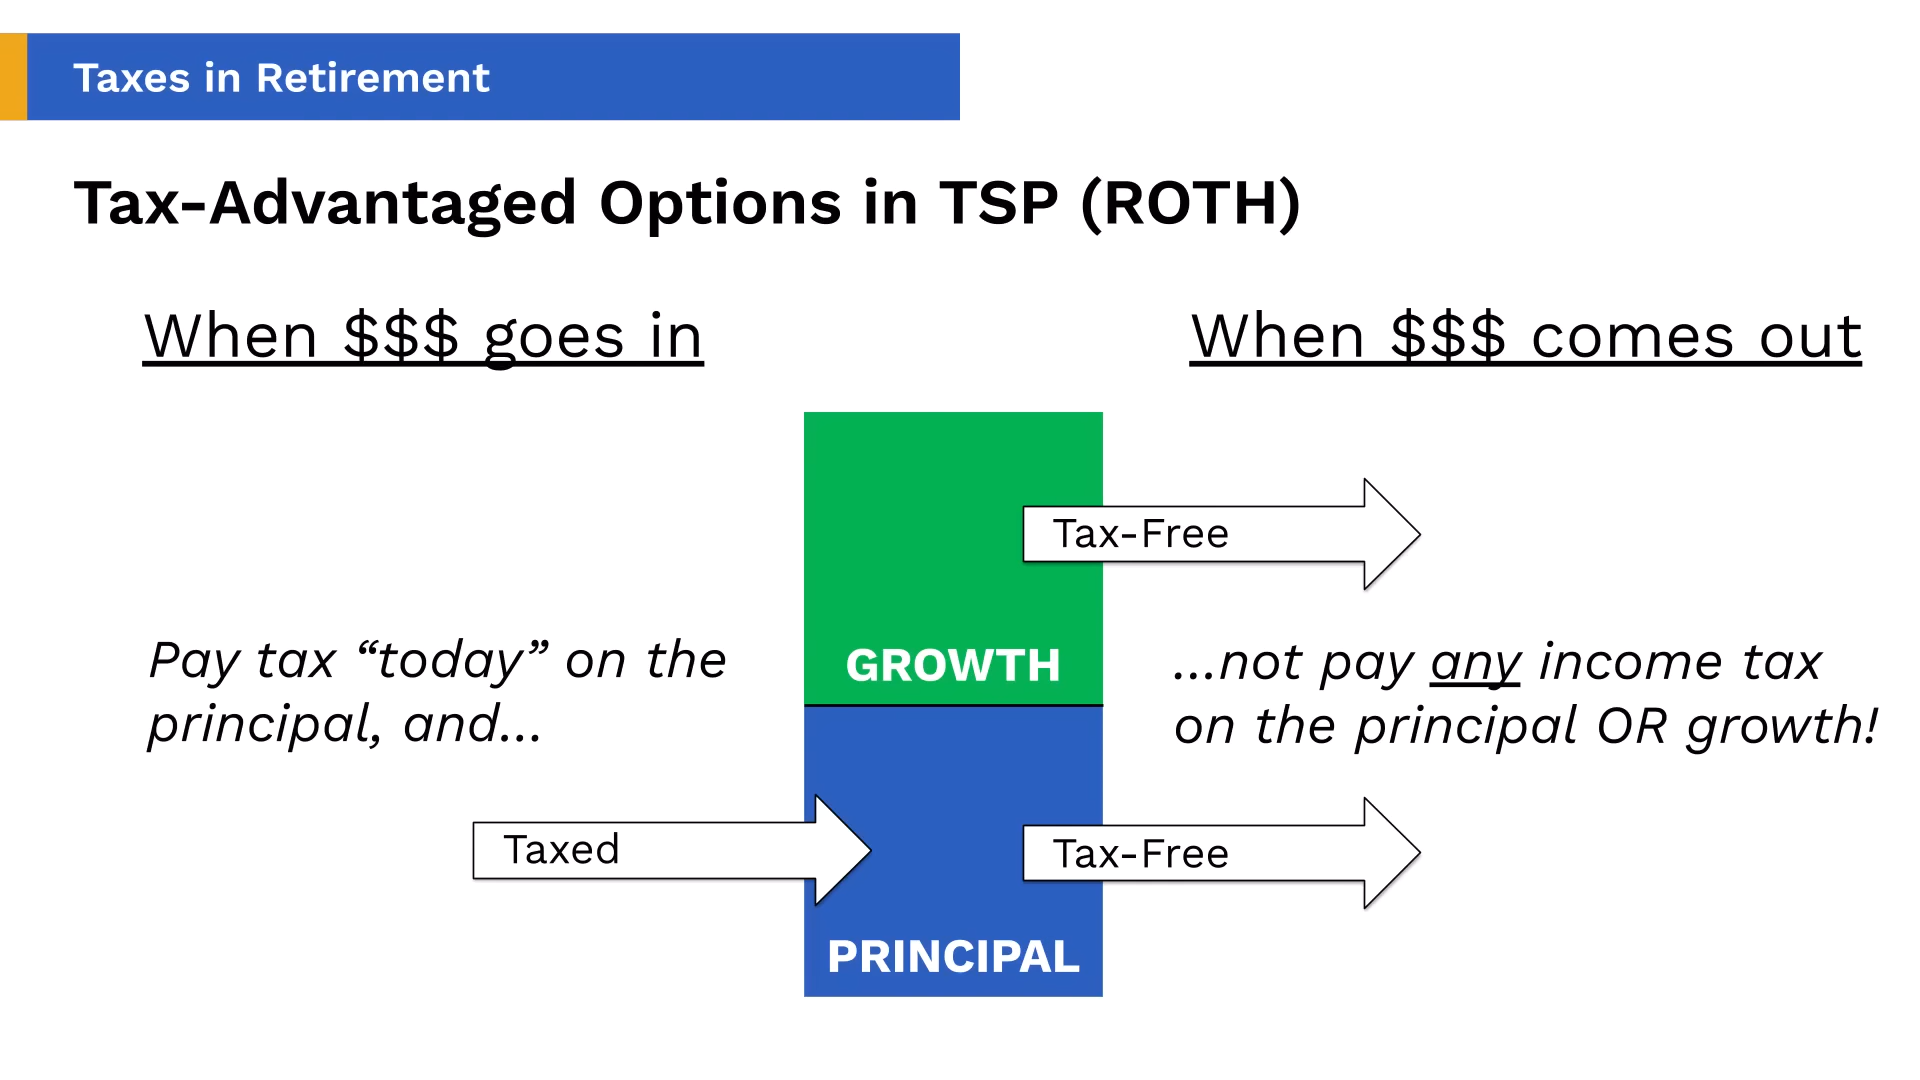 Taxes in Retirement
Tax-Advantaged Options in TSP (ROTH)
When $$$ goes in
When $$$ comes out
Tax-Free
GROWTH
Pay tax “today” on the
principal, and...
...not pay any income tax
on the principal OR growth!
Taxed
Tax-Free
PRINCIPAL